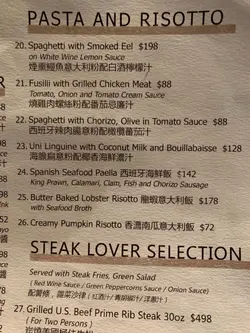 PASTA AND RISOTTO
20. Spaghetti with Smoked Eel $198
on White Wine Lemon Sauce
煙熏鱔魚意大利粉配白酒檸檬汁
21. Fusilli with Grilled Chicken Meat $88
Tomato, Onion and Tomato Cream Sauce
燒雞肉螺絲粉配番茄忌廉汁
22. Spaghetti with Chorizo, Olive in Tomato Sauce $88
西班牙辣肉腸意粉配橄欖蕃茄汁
23. Uni Linguine with Coconut Milk and Bouillabaisse $128
海膽扁意粉配椰香海鮮濃汁
24. Spanish Seafood Paella 西班牙海鮮飯 $142
King Prawn, Calamari, Clam, Fish and Chorizo Sausage
25. Butter Baked Lobster Risotto 龍蝦意大利飯 $178
with Seafood Broth
26. Creamy Pumpkin Risotto 香濃南瓜意大利飯 $72
STEAK LOVER SELECTION
Served with Steak Fries, Green Salad
(Red Wine Sauce / Green Peppercorns Sauce / Onion Sauce)
配薯條，蔬菜沙律 (紅酒汁/青胡椒汁/洋蔥汁)
27. Grilled U.S. Beef Prime Rib Steak 30oz $498
(For Two Persons)